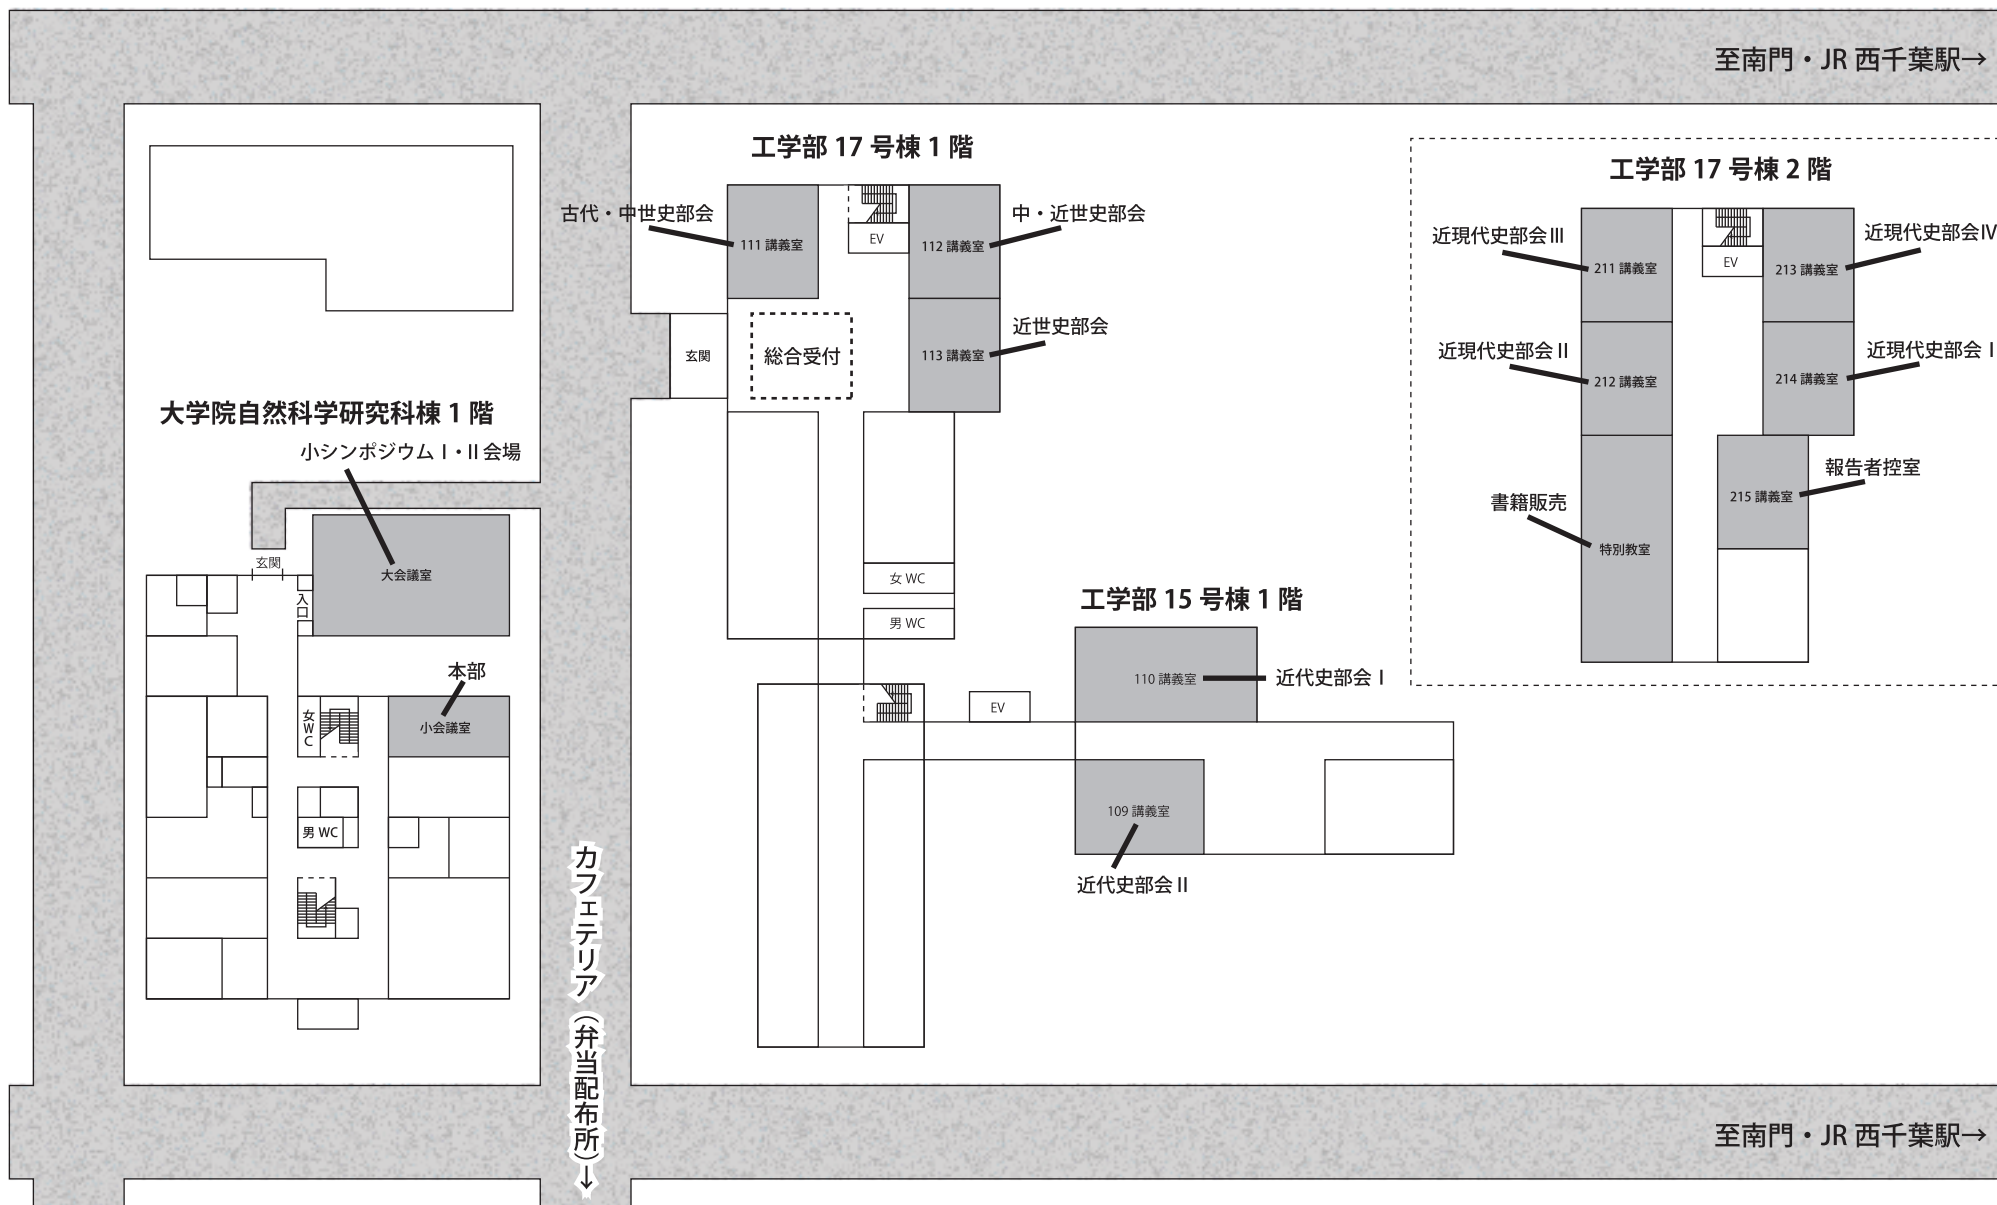 至南門・JR 西千葉駅→
工学部 17 号棟 1 階
古代・中世史部会
111 講義室
EV
112 講義室
中・近世史部会
玄関
総合受付
113 講義室
近世史部会
女 WC
男 WC
工学部 17 号棟 2 階
近現代史部会Ⅲ
211 講義室
EV
213 講義室
近現代史部会Ⅳ
近現代史部会Ⅱ
212 講義室
214 講義室
近現代史部会Ⅰ
書籍販売
特別教室
215 講義室
報告者控室
大学院自然科学研究科棟 1 階
小シンポジウムⅠ・Ⅱ会場
玄関
入口
大会議室
本部
女WC
小会議室
男 WC
工学部 15 号棟 1 階
EV
110 講義室
近代史部会Ⅰ
109 講義室
近代史部会Ⅱ
カフェテリア(弁当配布所)→
至南門・JR 西千葉駅→